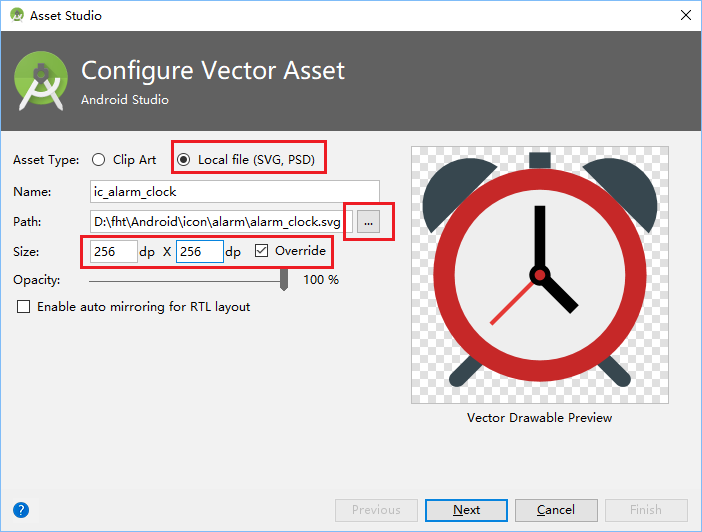 Asset Studio
Configure Vector Asset
Android Studio
Asset Type: Clip Art Local file (SVG, PSD)
Name: ic_alarm_clock
Path: D:\fht\Android\icon\alarm\alarm_clock.svg ...
Size: 256 dp X 256 dp Override
Opacity: 100 %
Enable auto mirroring for RTL layout
Vector Drawable Preview
? Previous Next Cancel Finish